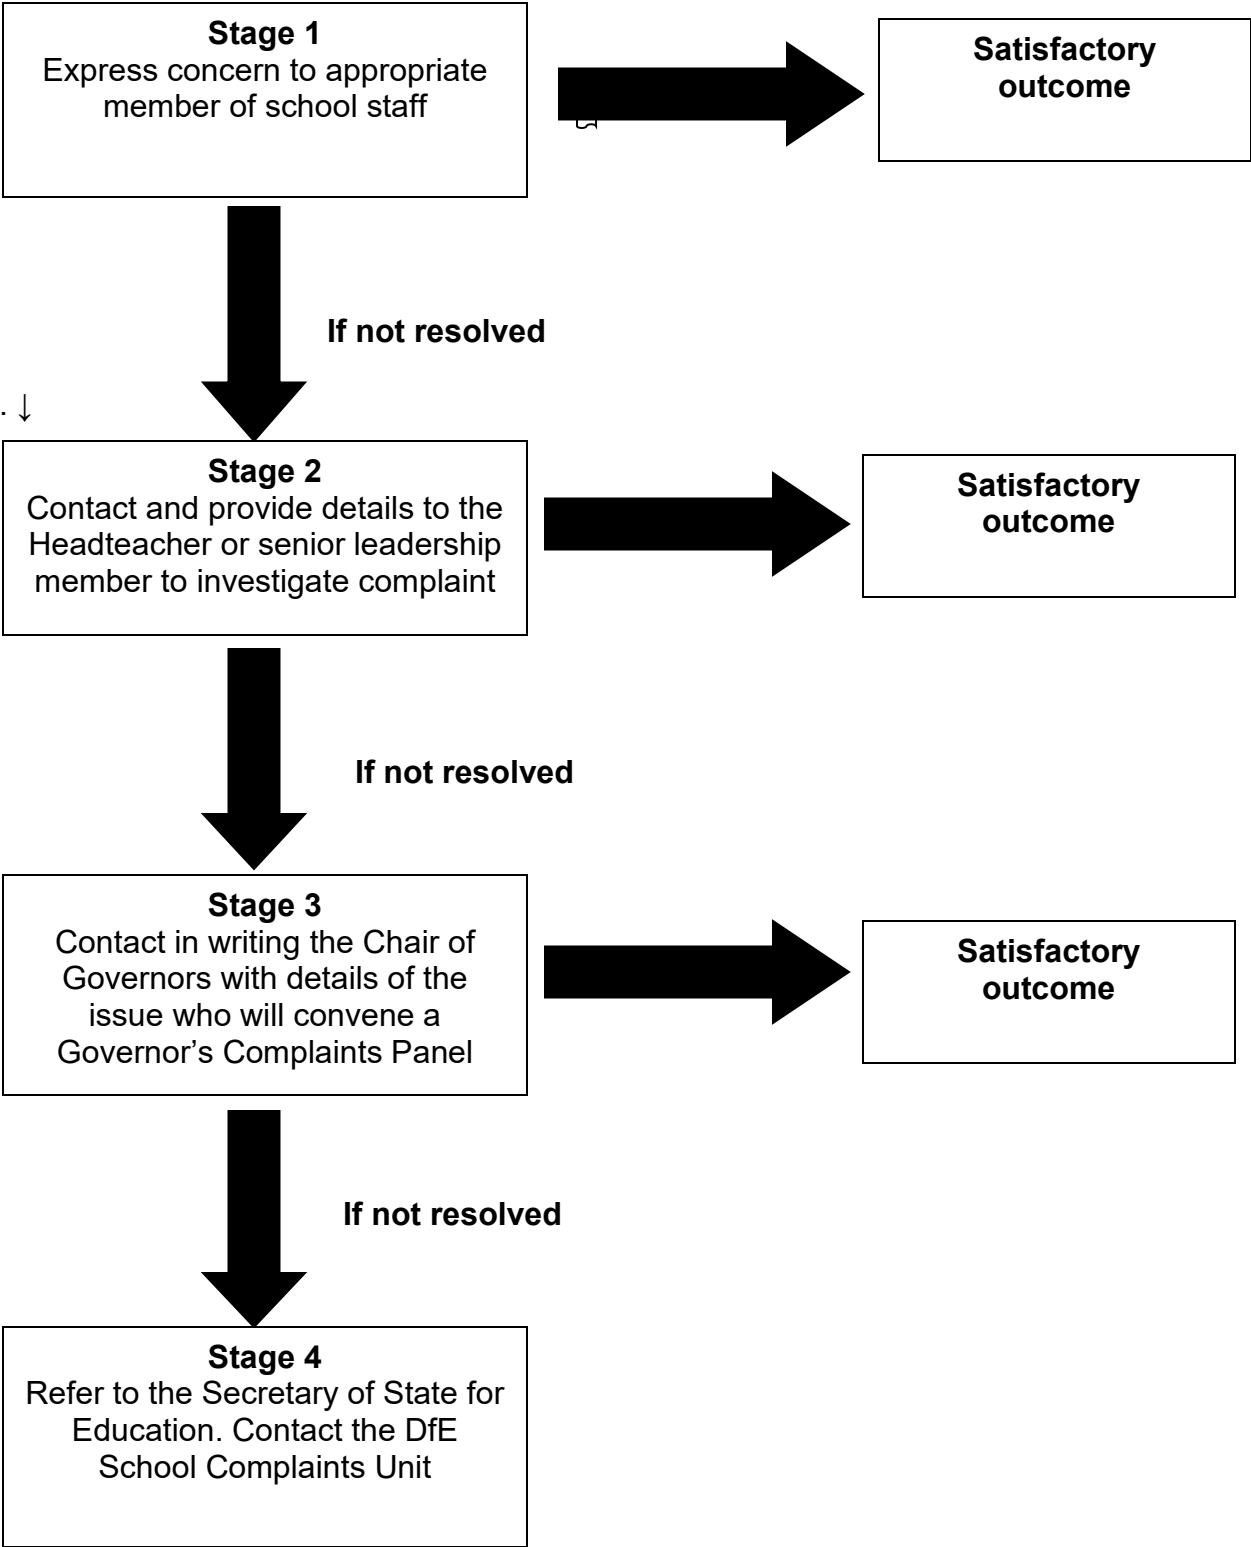 Stage 1
Express concern to appropriate
member of school staff
Satisfactory
outcome
If not resolved
. ↓
Stage 2
Contact and provide details to the
Headteacher or senior leadership
member to investigate complaint
Satisfactory
outcome
If not resolved
Stage 3
Contact in writing the Chair of
Governors with details of the
issue who will convene a
Governor’s Complaints Panel
Satisfactory
outcome
If not resolved
Stage 4
Refer to the Secretary of State for
Education. Contact the DfE
School Complaints Unit